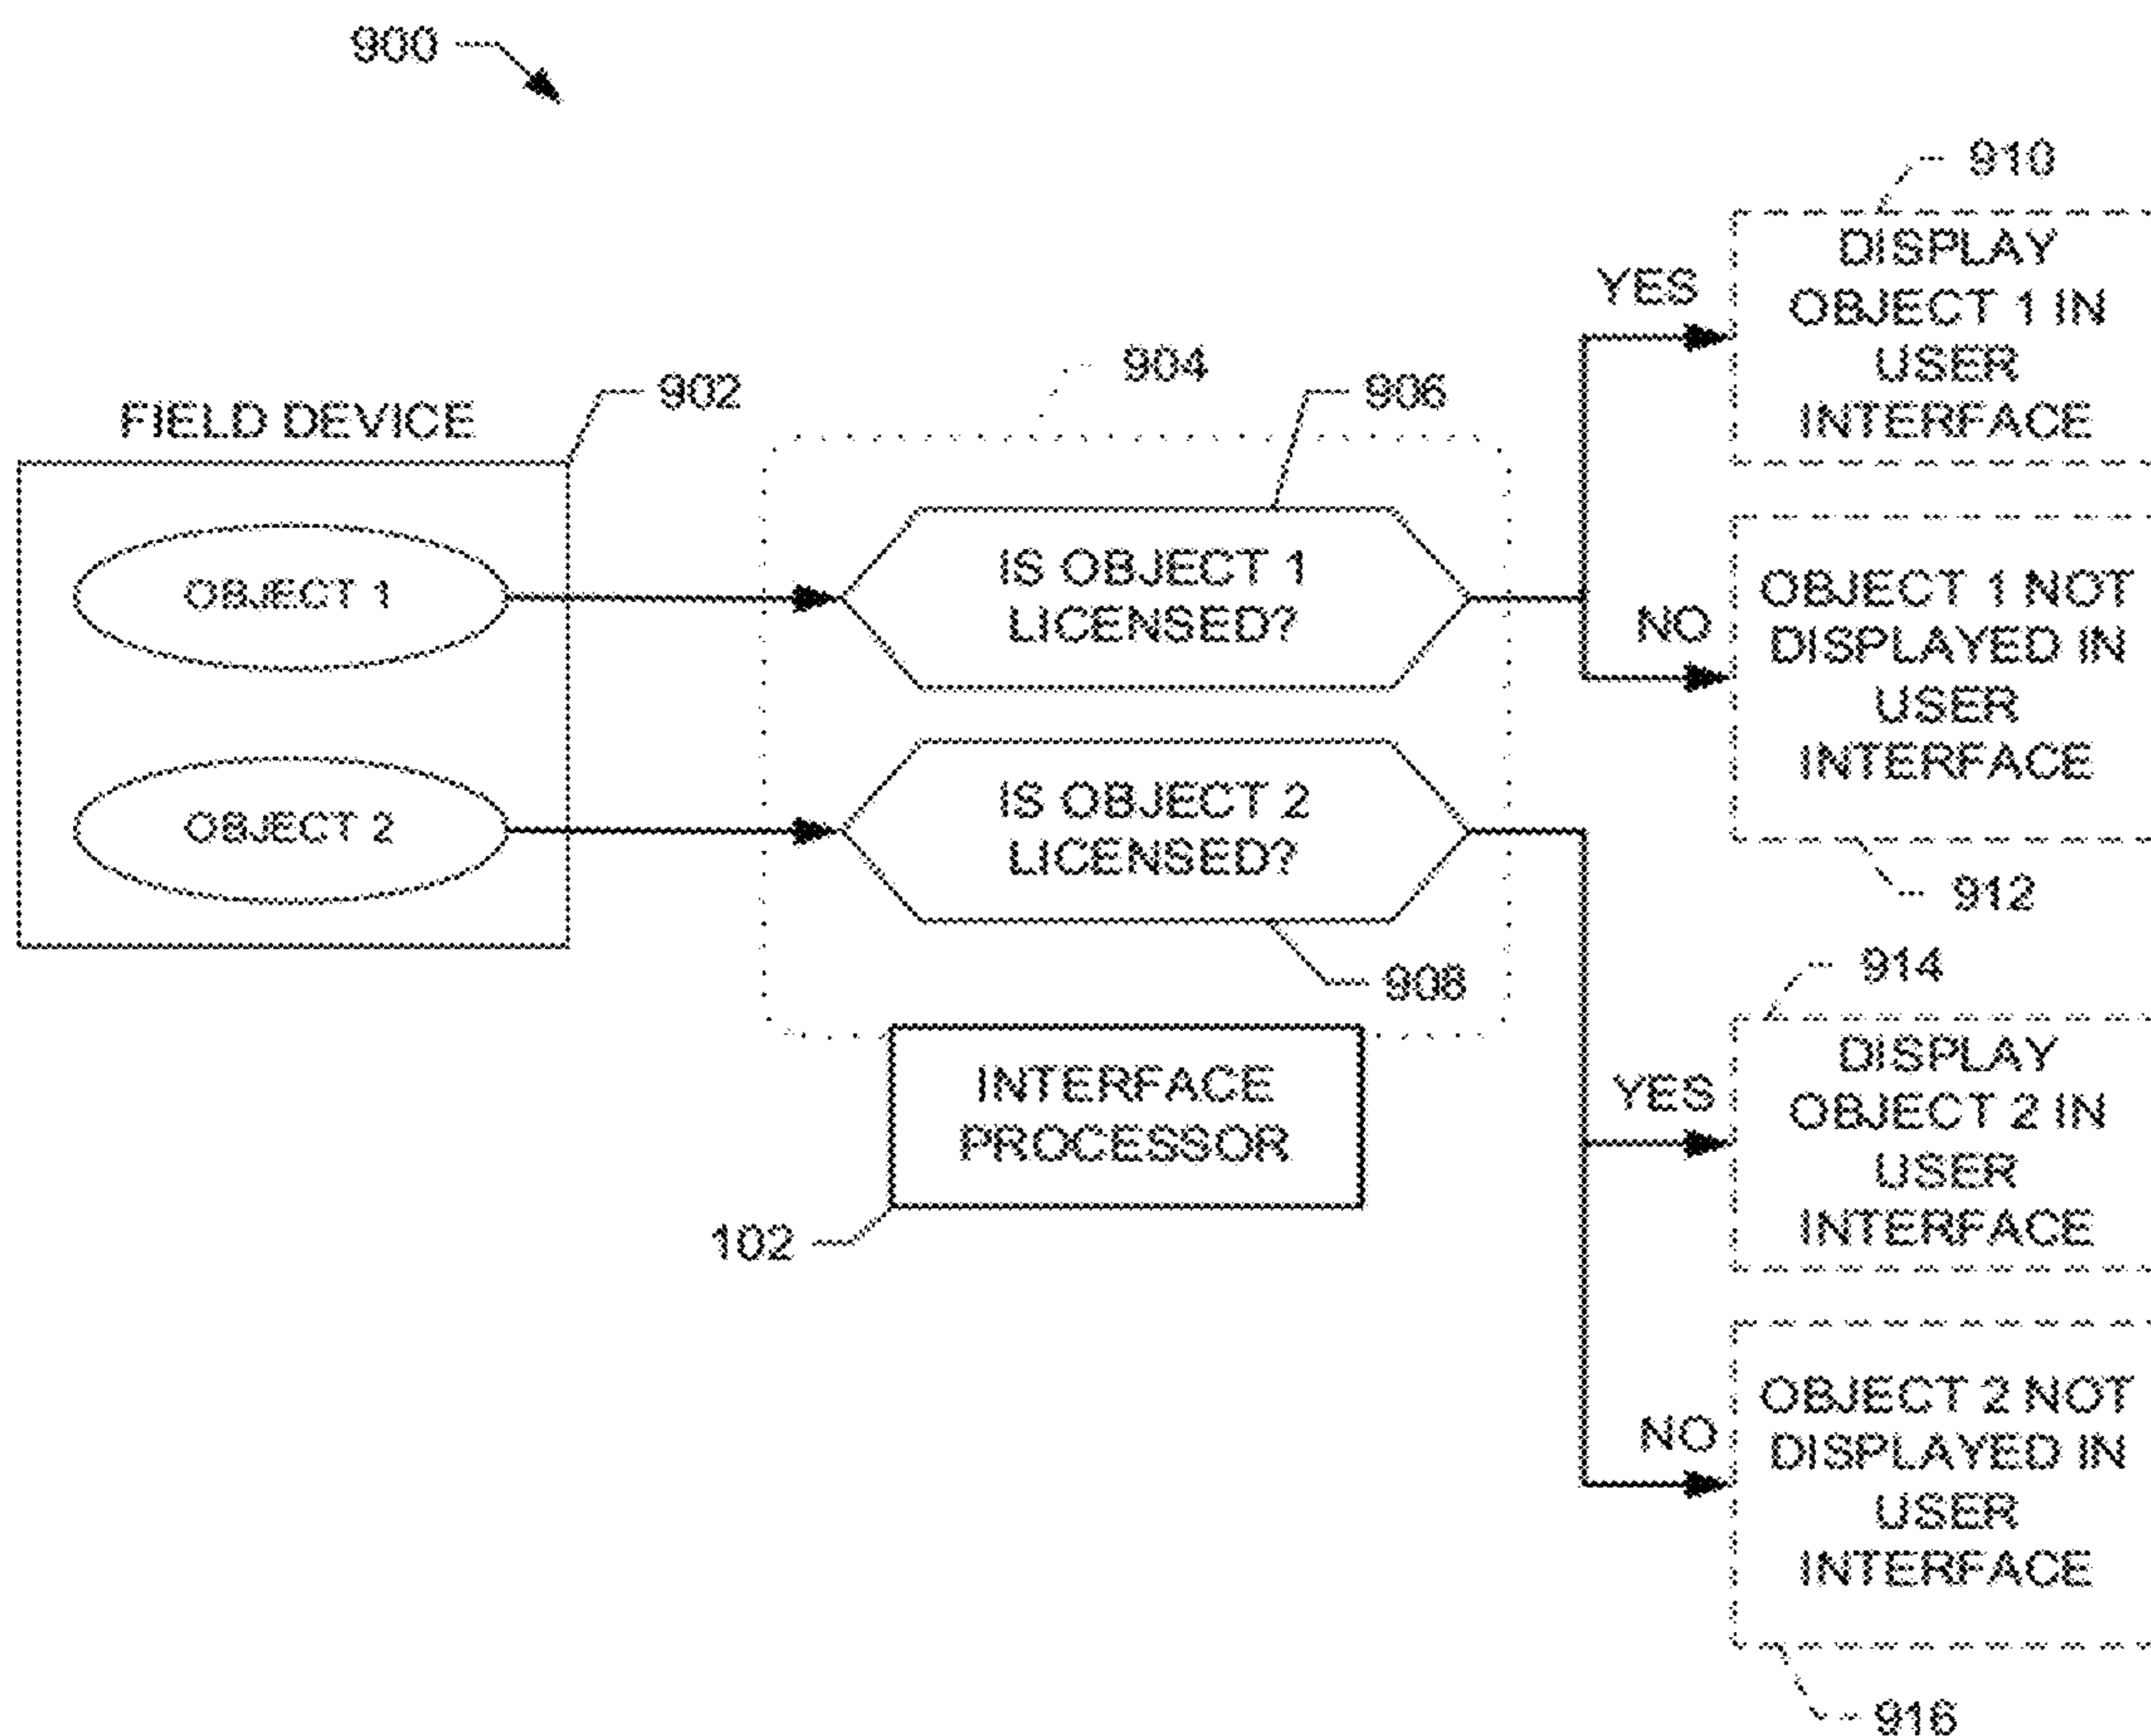 900
910
DISPLAY
OBJECT 1 IN
USER
INTERFACE
YES
904
902
906
FIELD DEVICE
OBJECT 1
IS OBJECT 1
LICENSED?
NO
OBJECT 1 NOT
DISPLAYED IN
USER
INTERFACE
OBJECT 2
IS OBJECT 2
LICENSED?
912
908
914
INTERFACE
PROCESSOR
102
YES
DISPLAY
OBJECT 2 IN
USER
INTERFACE
NO
OBJECT 2 NOT
DISPLAYED IN
USER
INTERFACE
916